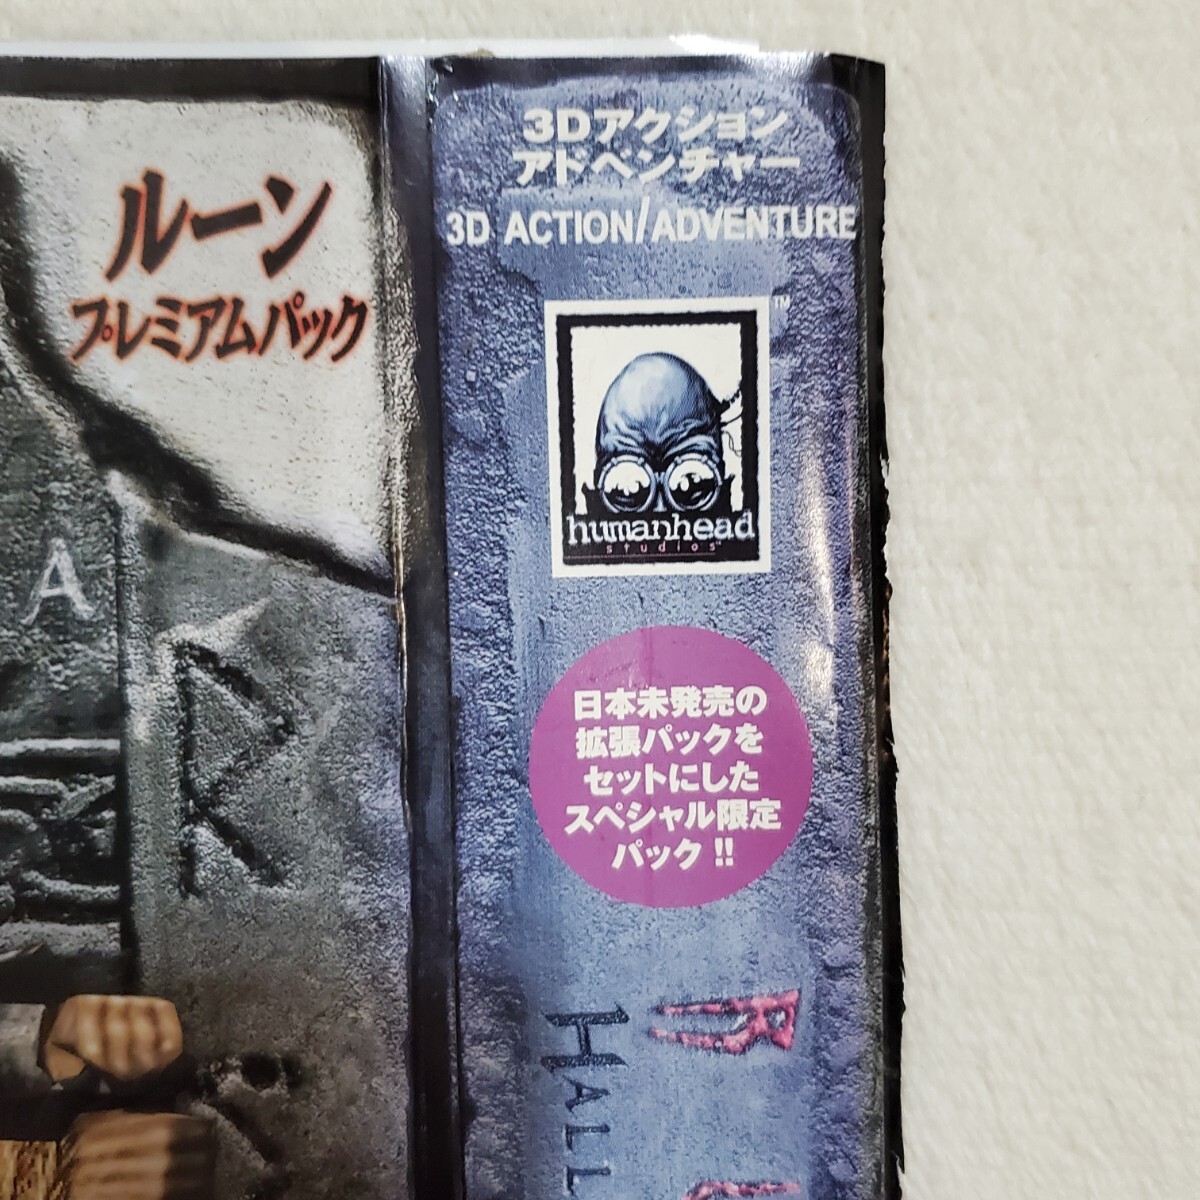 ルーン
プレミアムパック
A
3Dアクション
アドベンチャー
3D ACTION/ADVENTURE
TM
humanhead
studios
日本未発売の
拡張パックを
セットにした
スペシャル限定
パック!!
R
HALL